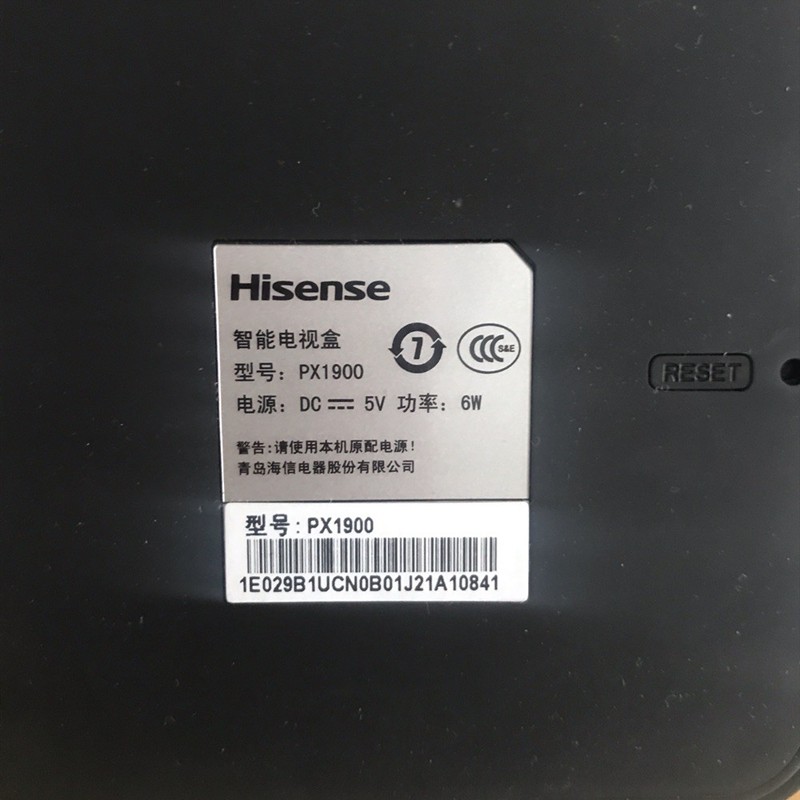 Hisense
智能电视盒
7
CCC S&E
型号：PX1900
电源：DC ⎓ 5V 功率：6W
警告:请使用本机原配电源!
青岛海信电器股份有限公司
RESET
型号:PX1900
1E029B1UCN0B01J21A10841